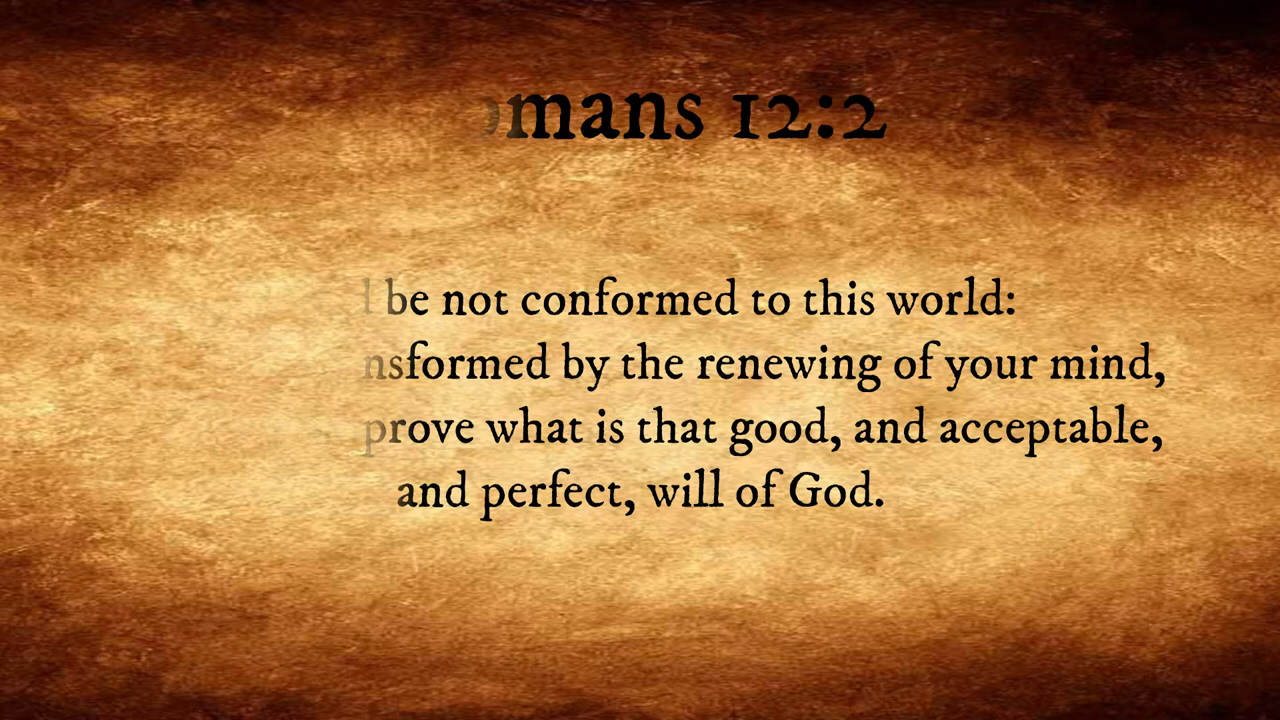 omans 12:2
be not conformed to this world:
nsformed by the renewing of your mind,
prove what is that good, and acceptable,
and perfect, will of God.